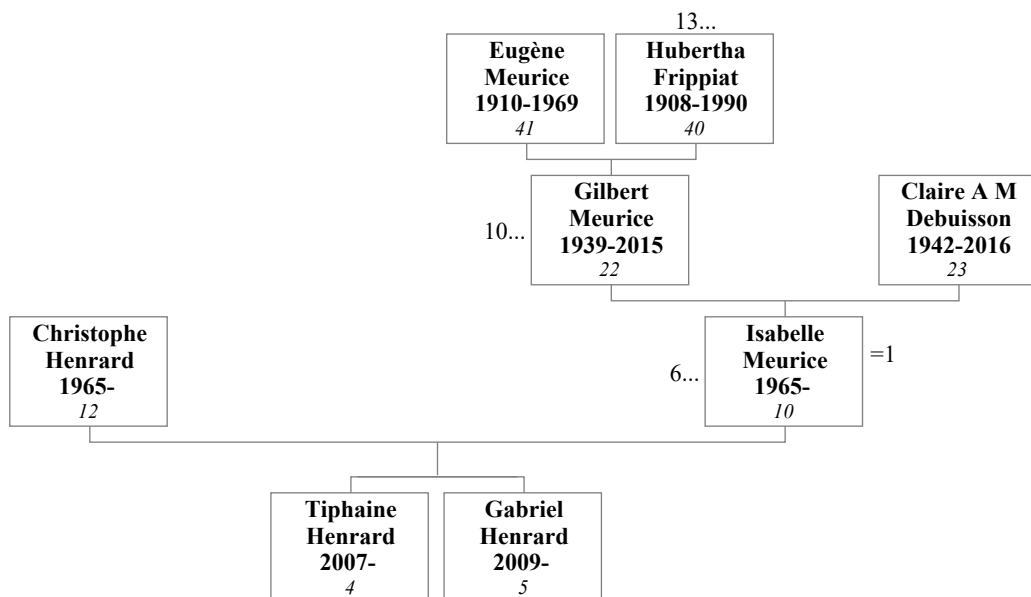 13...
Eugène
Meurice
1910-1969
41
Hubertha
Frippiat
1908-1990
40
10...
Gilbert
Meurice
1939-2015
22
Claire A M
Debuisson
1942-2016
23
Christophe
Henrard
1965-
12
6...
Isabelle
Meurice
1965-
10
=1
Tiphaine
Henrard
2007-
4
Gabriel
Henrard
2009-
5